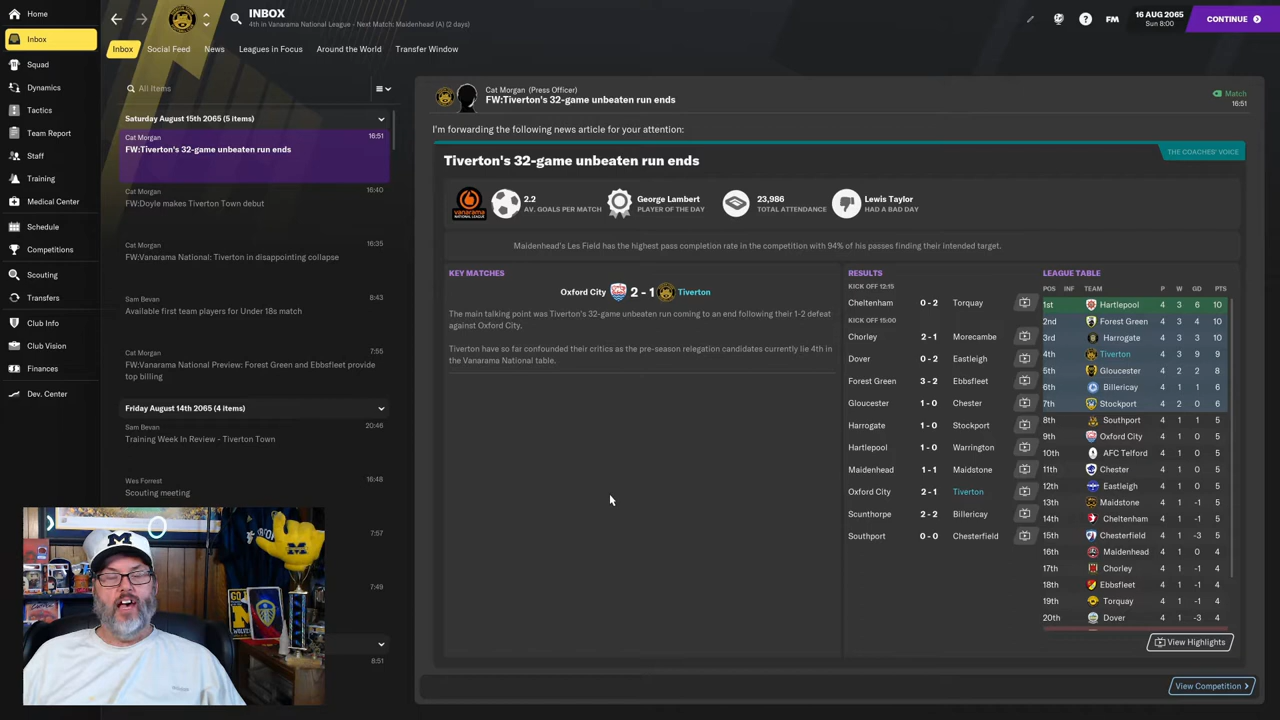 Home
Inbox
Squad
Dynamics
Tactics
Team Report
Staff
Training
Medical Center
Schedule
Competitions
Scouting
Transfers
Club Info
Club Vision
Finances
Dev. Center
INBOX
4th in Vanarama National League - Next Match: Maidenhead (A) (2 days)
FM
16 AUG 2065
Sun 8:00
CONTINUE
Inbox
Social Feed
News
Leagues in Focus
Around the World
Transfer Window
All Items
Saturday August 15th 2065 (5 items)
Cat Morgan 16:51
FW:Tiverton's 32-game unbeaten run ends
Cat Morgan 16:40
FW:Doyle makes Tiverton Town debut
Cat Morgan 16:35
FW:Vanarama National: Tiverton in disappointing collapse
Sam Bevan 8:43
Available first team players for Under 18s match
Cat Morgan 7:55
FW:Vanarama National Preview: Forest Green and Ebbsfleet provide
top billing
Friday August 14th 2065 (4 items)
Sam Bevan 20:46
Training Week In Review - Tiverton Town
Wes Forrest 16:48
Scouting meeting
7:57
7:49
8:51
Cat Morgan (Press Officer)
FW:Tiverton's 32-game unbeaten run ends
Match
16:51
I'm forwarding the following news article for your attention:
Tiverton's 32-game unbeaten run ends
THE COACHES' VOICE
VANARAMA
NATIONAL LEAGUE
2.2
AV. GOALS PER MATCH
George Lambert
PLAYER OF THE DAY
23,986
TOTAL ATTENDANCE
Lewis Taylor
HAD A BAD DAY
Maidenhead's Les Field has the highest pass completion rate in the competition with 94% of his passes finding their intended target.
KEY MATCHES
Oxford City 2 - 1 Tiverton
The main talking point was Tiverton's 32-game unbeaten run coming to an end following their 1-2 defeat
against Oxford City.
Tiverton have so far confounded their critics as the pre-season relegation candidates currently lie 4th in
the Vanarama National table.
RESULTS
KICK OFF 12:15
Cheltenham 0 - 2 Torquay
KICK OFF 15:00
Chorley 2 - 1 Morecambe
Dover 0 - 2 Eastleigh
Forest Green 3 - 2 Ebbsfleet
Gloucester 1 - 0 Chester
Harrogate 1 - 0 Stockport
Hartlepool 1 - 0 Warrington
Maidenhead 1 - 1 Maidstone
Oxford City 2 - 1 Tiverton
Scunthorpe 2 - 2 Billericay
Southport 0 - 0 Chesterfield
LEAGUE TABLE
POS INF TEAM P W GD PTS
1st Hartlepool 4 3 6 10
2nd Forest Green 4 3 4 10
3rd Harrogate 4 3 3 10
4th Tiverton 4 3 9 9
5th Gloucester 4 2 2 8
6th Billericay 4 1 1 6
7th Stockport 4 2 0 6
8th Southport 4 1 1 5
9th Oxford City 4 1 0 5
10th AFC Telford 4 1 0 5
11th Chester 4 1 0 5
12th Eastleigh 4 1 0 5
13th Maidstone 4 1 0 5
14th Cheltenham 4 1 -1 5
15th Chesterfield 4 1 -3 5
16th Maidenhead 4 1 0 4
17th Chorley 4 1 -1 4
18th Ebbsfleet 4 1 -1 4
19th Torquay 4 1 -1 4
20th Dover 4 1 -3 4
View Highlights
View Competition